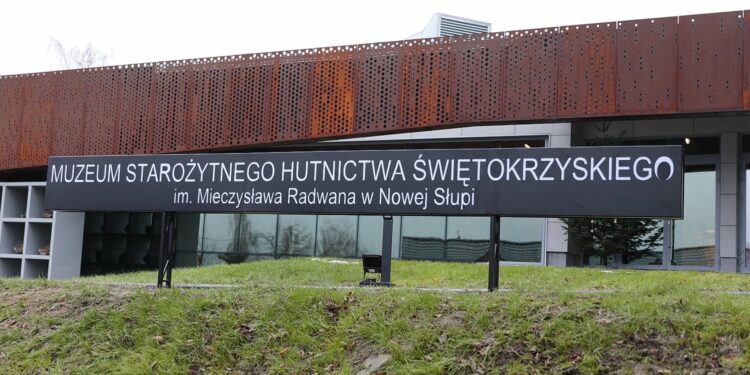 MUZEUM STAROŻYTNEGO HUTNICTWA ŚWIĘTOKRZYSKIEGO
im. Mieczysława Radwana w Nowej Słupi